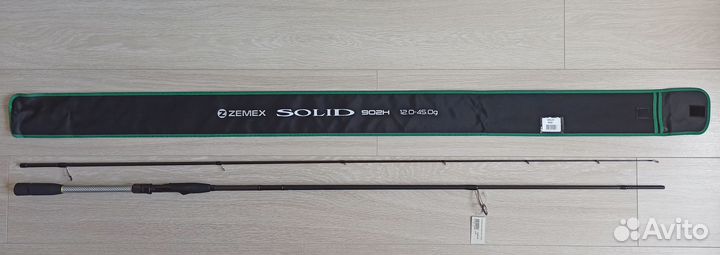 ZEMEX SOLID 902H 12.0-45.0g
Avito